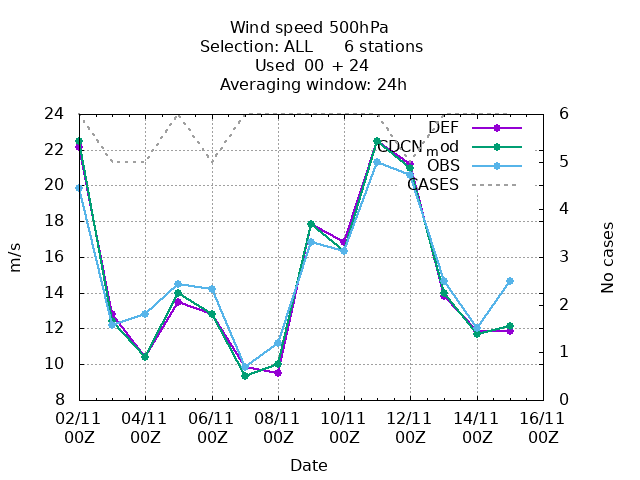 Wind speed 500hPa
Selection: ALL 6 stations
Used 00 + 24
Averaging window: 24h
24
22
20
18
16
14
12
10
8
m/s
6
5
4
3
2
1
0
No cases
DEF
CDCN_mod
OBS
CASES
02/11 04/11 06/11 08/11 10/11 12/11 14/11 16/11
00Z 00Z 00Z 00Z 00Z 00Z 00Z 00Z
Date